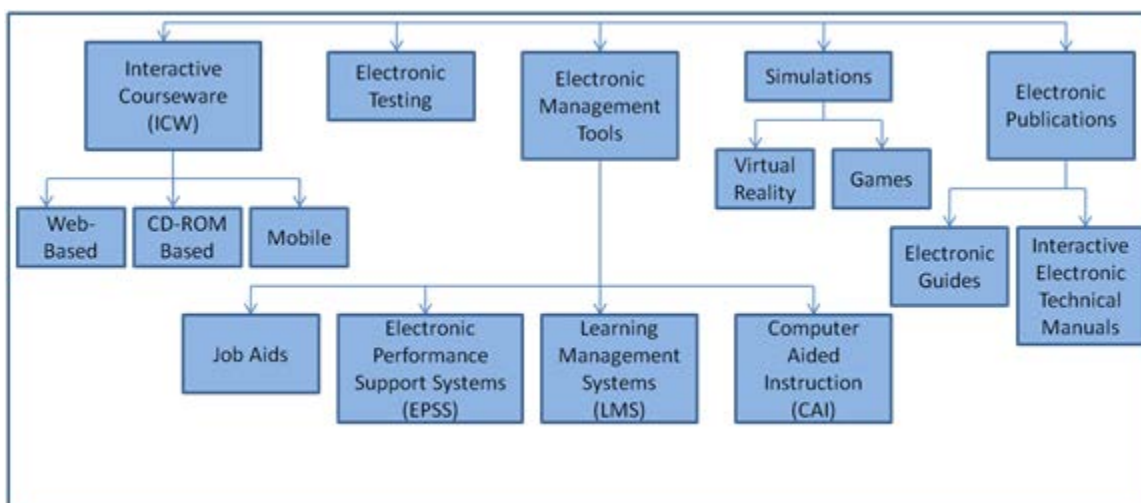 Interactive
Courseware
(ICW)
Electronic
Testing
Electronic
Management
Tools
Simulations
Electronic
Publications
Virtual
Reality
Games
Web-
Based
CD-ROM
Based
Mobile
Electronic
Guides
Interactive
Electronic
Technical
Manuals
Job Aids
Electronic
Performance
Support Systems
(EPSS)
Learning
Management
Systems
(LMS)
Computer
Aided
Instruction
(CAI)